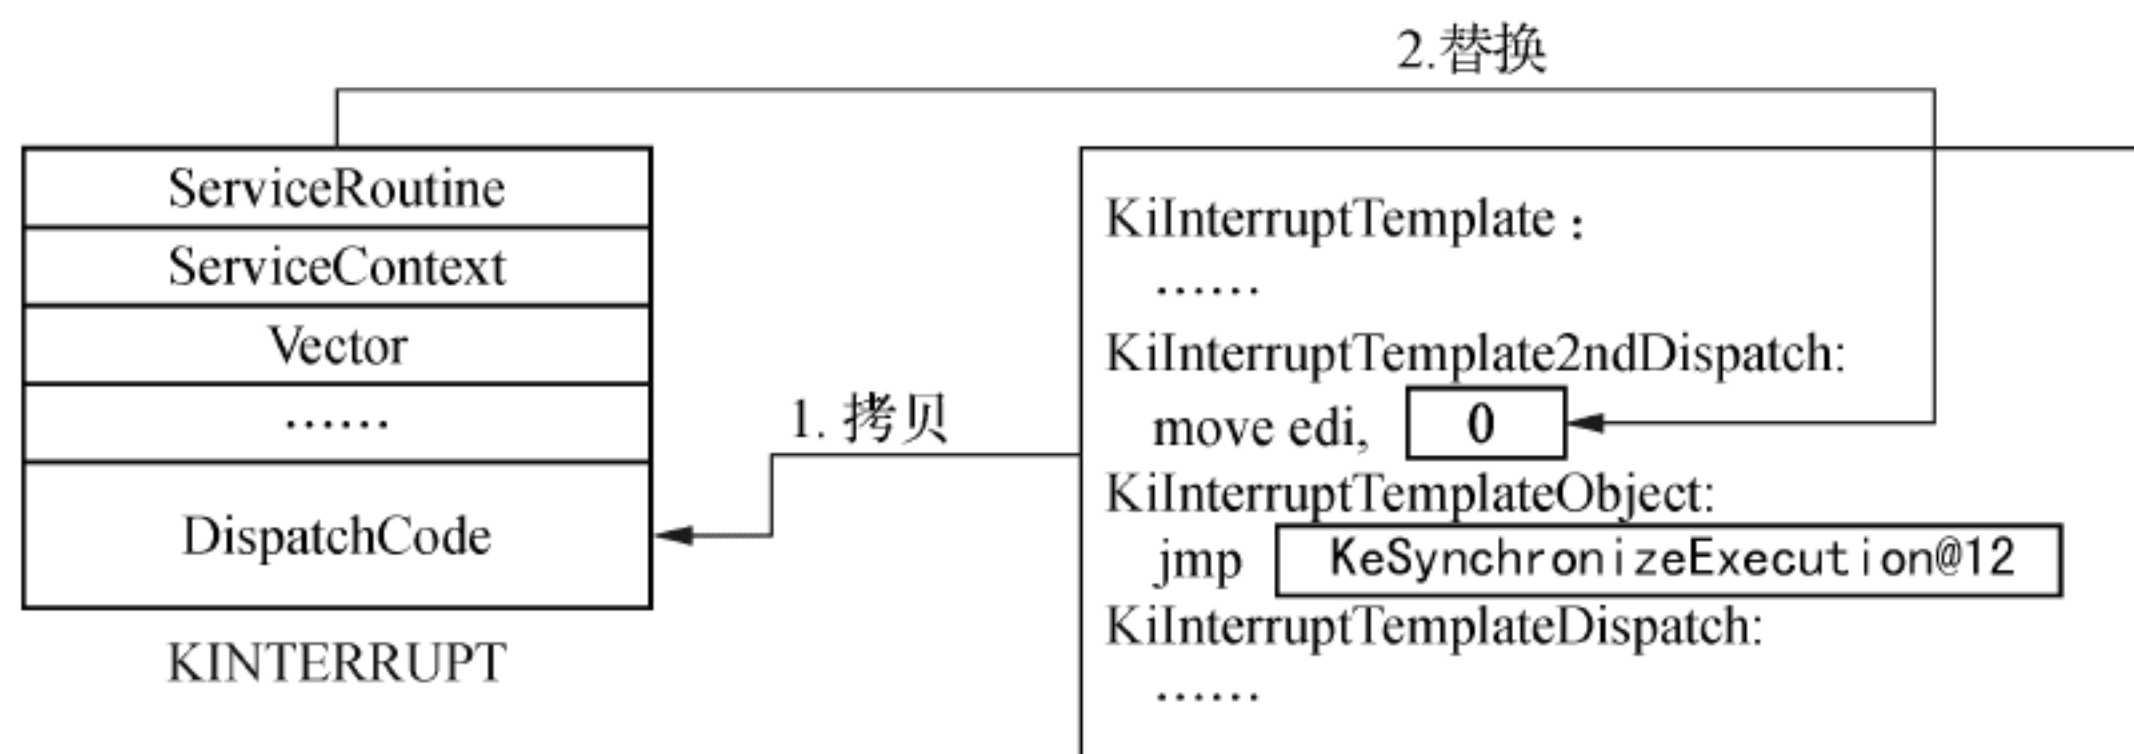 2.替换
ServiceRoutine
ServiceContext
Vector
……
DispatchCode
KINTERRUPT
1. 拷贝
KiInterruptTemplate：
……
KiInterruptTemplate2ndDispatch:
move edi, 0
KiInterruptTemplateObject:
jmp KeSynchronizeExecution@12
KiInterruptTemplateDispatch:
……